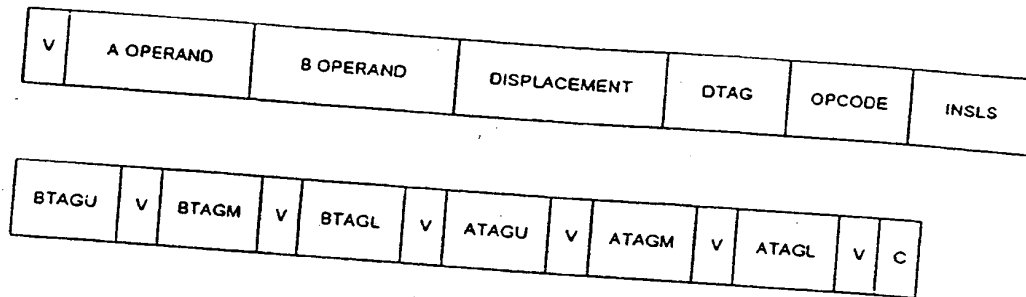 V A OPERAND B OPERAND DISPLACEMENT DTAG OPCODE INSLS
BTAGU V BTAGM V BTAGL V ATAGU V ATAGM V ATAGL V C